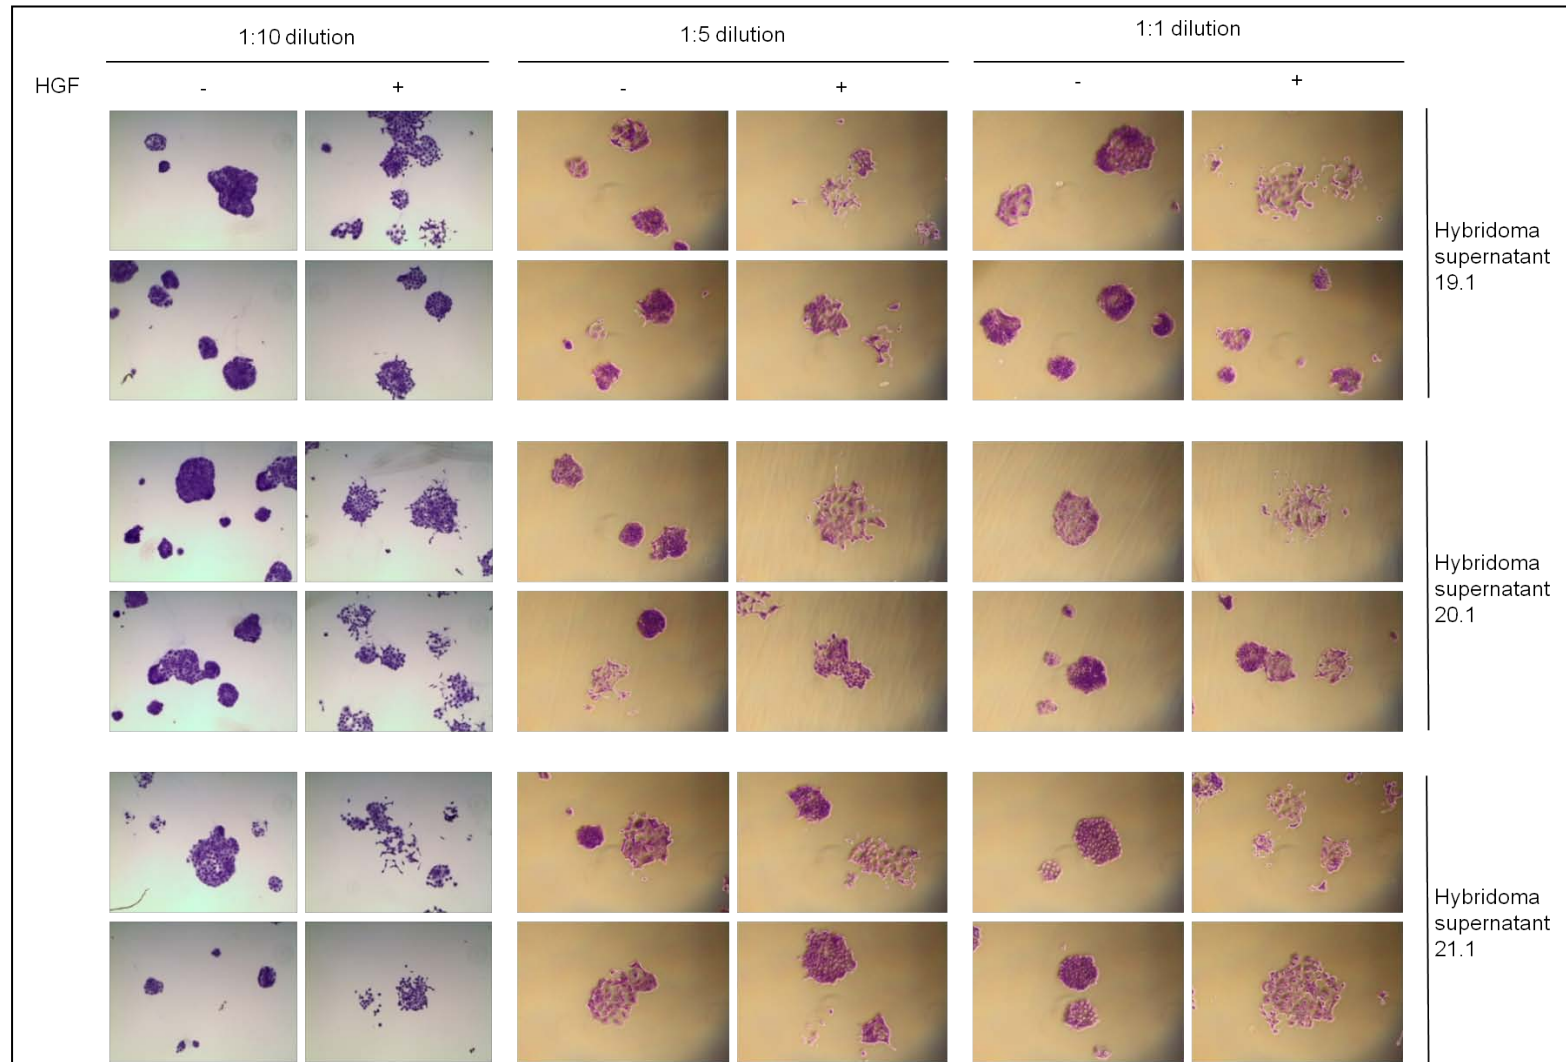 1:10 dilution
1:5 dilution
1:1 dilution
HGF
-
+
-
+
-
+
Hybridoma
supernatant
19.1
Hybridoma
supernatant
20.1
Hybridoma
supernatant
21.1